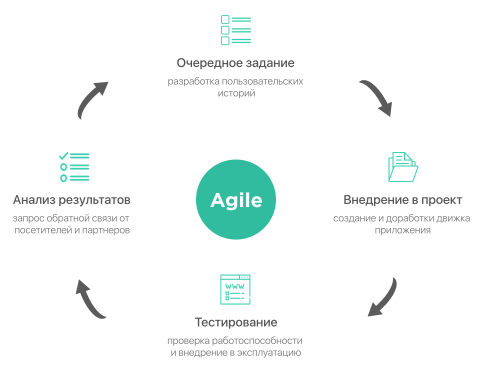 Очередное задание
разработка пользовательских
историй
Анализ результатов
запрос обратной связи от
посетителей и партнеров
Agile
Внедрение в проект
создание и доработки движка
приложения
www
Тестирование
проверка работоспособности
и внедрение в эксплуатацию